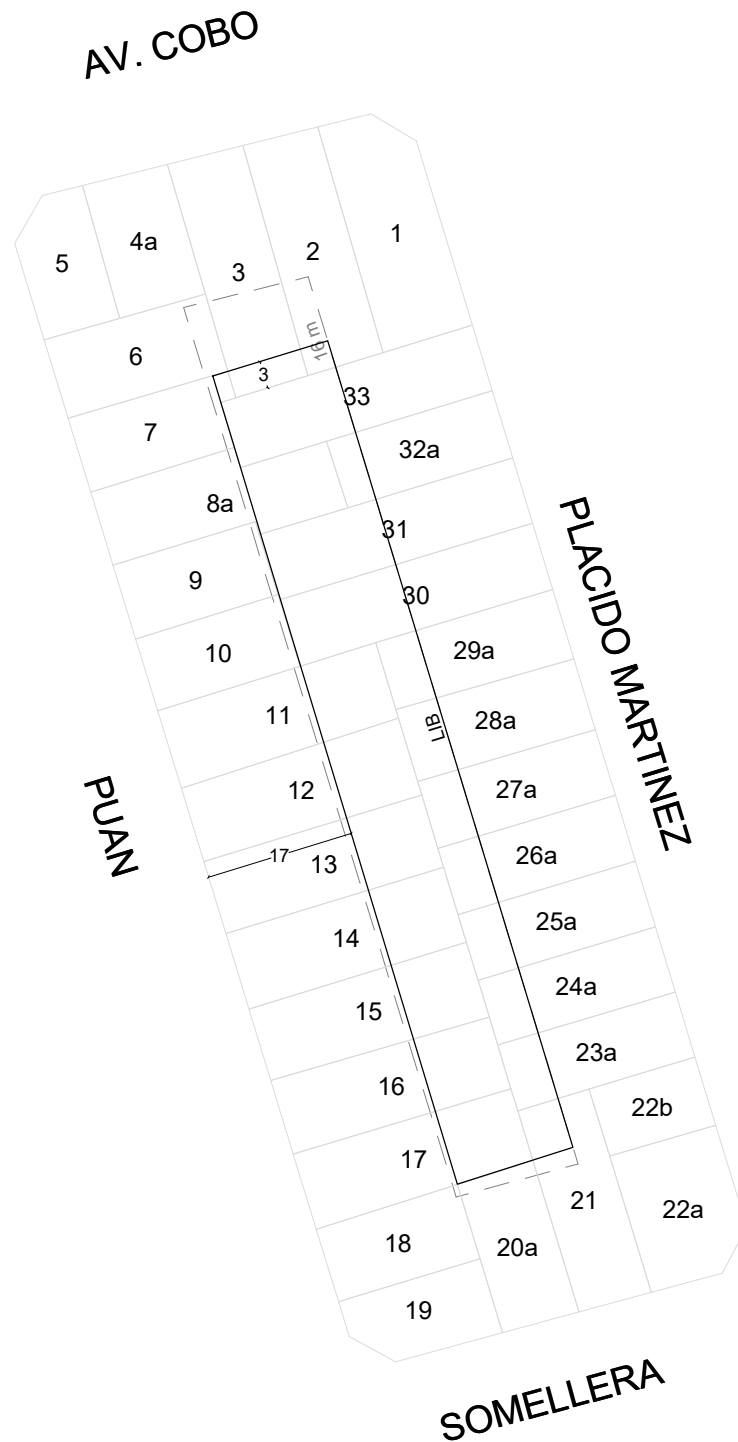 AV. COBO
1
2
4a
5
3
16 m
6
3
33
7
32a
8a
31
9
30
10
29a
11
28a
LIB
PLACIDO MARTINEZ
12
27a
PUAN
17
13
26a
25a
14
24a
15
23a
16
22b
17
21
22a
18
20a
19
SOMELLERA